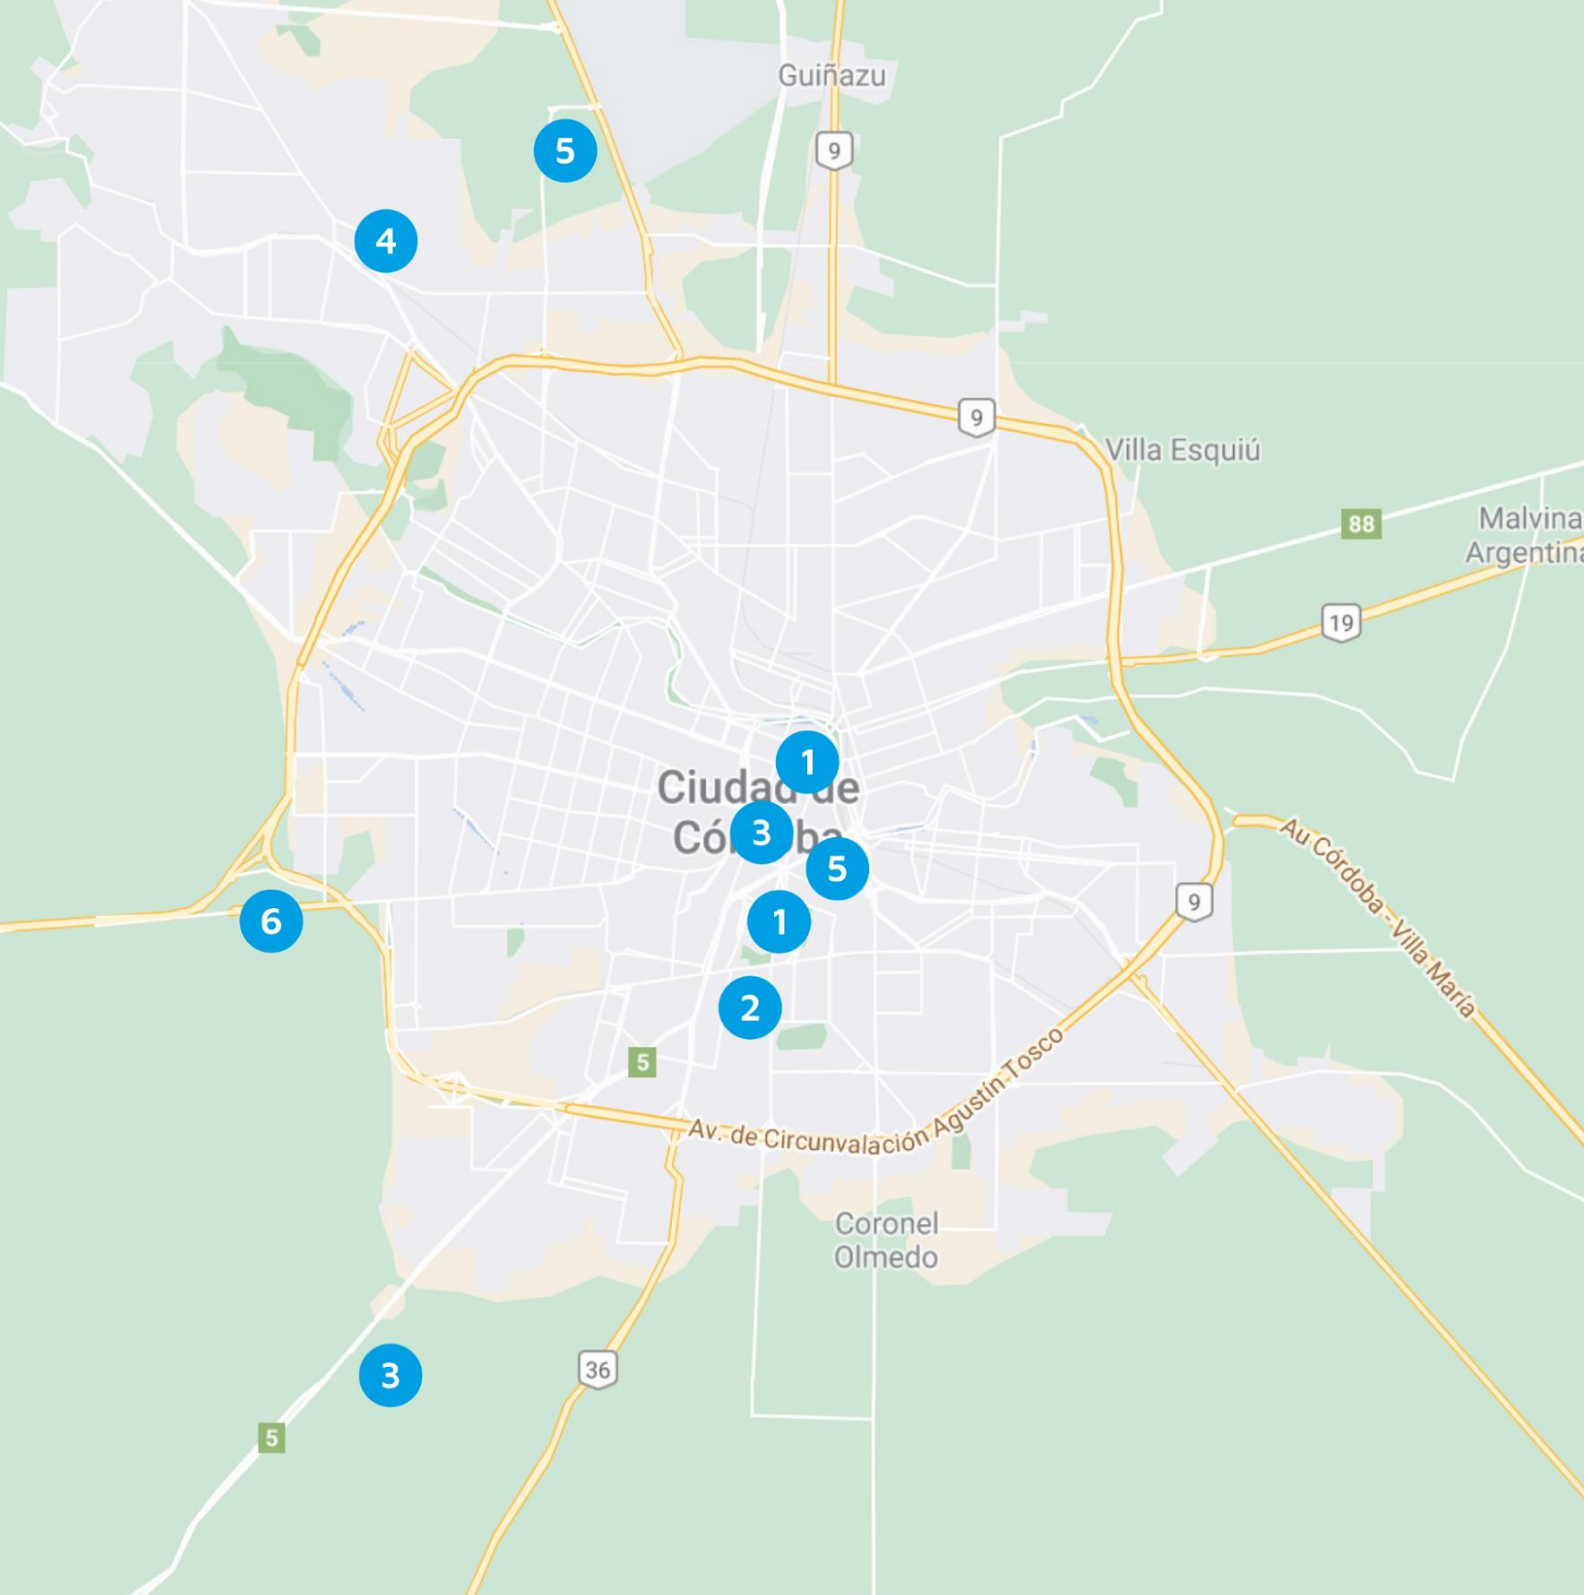 Guiñazu
5
9
4
9
Villa Esquiú
88
Malvina
Argentina
19
1
Ciudad de
Córdoba
3
5
Au Córdoba - Villa María
9
6
1
2
5
Av. de Circunvalación Agustín Tosco
Coronel
Olmedo
36
3
5